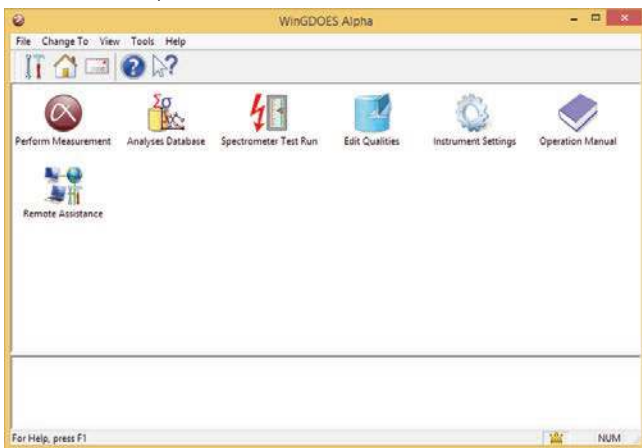 WinGDOES Alpha
File Change To View Tools Help
Perform Measurement Analyses Database Spectrometer Test Run Edit Qualities Instrument Settings Operation Manual
Remote Assistance
For Help, press F1 NUM